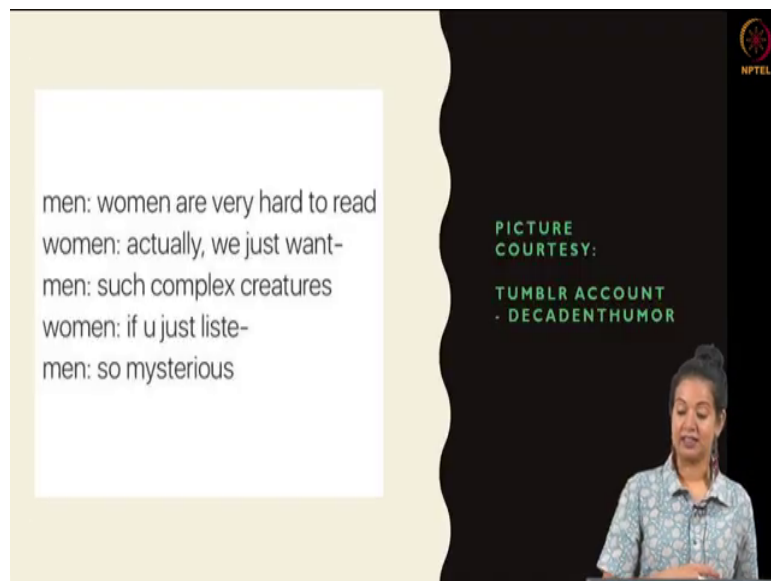 men: women are very hard to read
women: actually, we just want-
men: such complex creatures
women: if u just liste-
men: so mysterious
PICTURE
COURTESY:
TUMBLR ACCOUNT
- DECADENTHUMOR
NPTEL